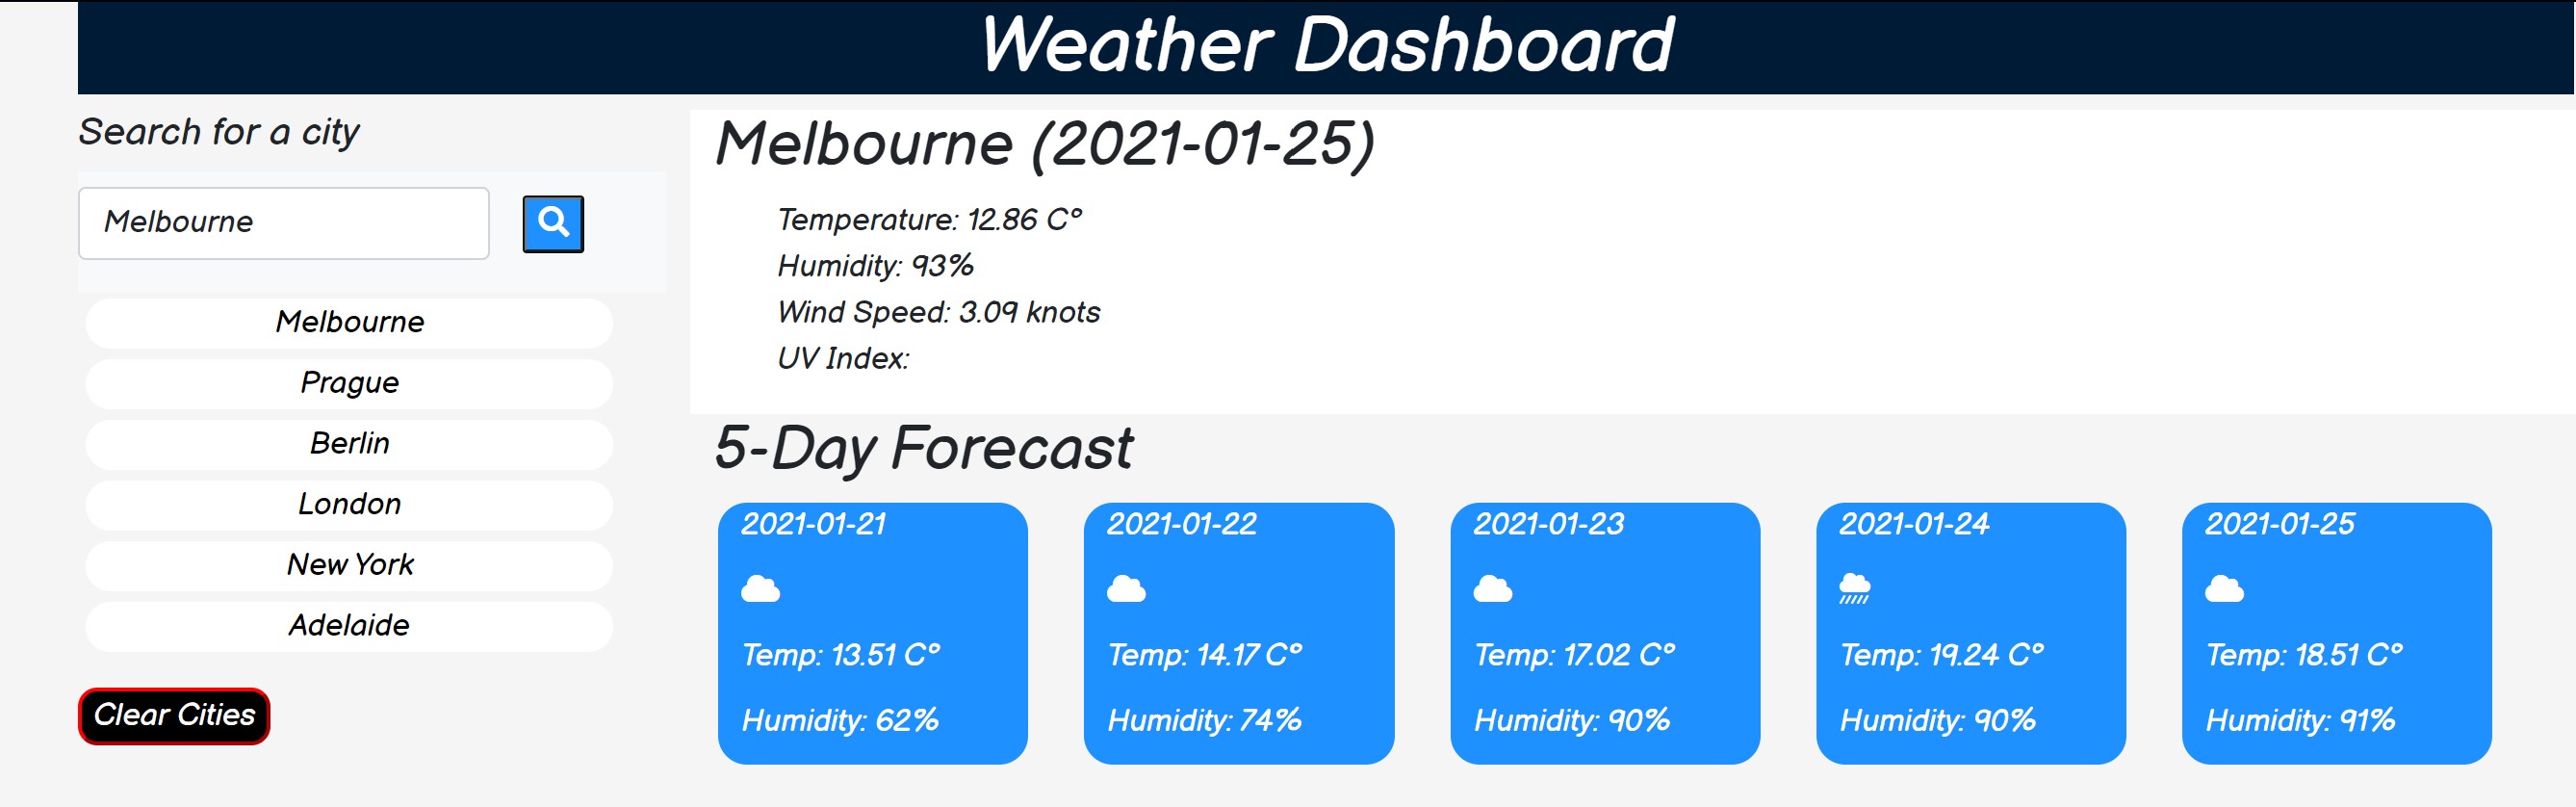 Weather Dashboard
Search for a city
Melbourne
Melbourne
Prague
Berlin
London
New York
Adelaide
Clear Cities
Melbourne (2021-01-25)
Temperature: 12.86 C°
Humidity: 93%
Wind Speed: 3.09 knots
UV Index:
5-Day Forecast
2021-01-21
Temp: 13.51 C°
Humidity: 62%
2021-01-22
Temp: 14.17 C°
Humidity: 74%
2021-01-23
Temp: 17.02 C°
Humidity: 90%
2021-01-24
Temp: 19.24 C°
Humidity: 90%
2021-01-25
Temp: 18.51 C°
Humidity: 91%